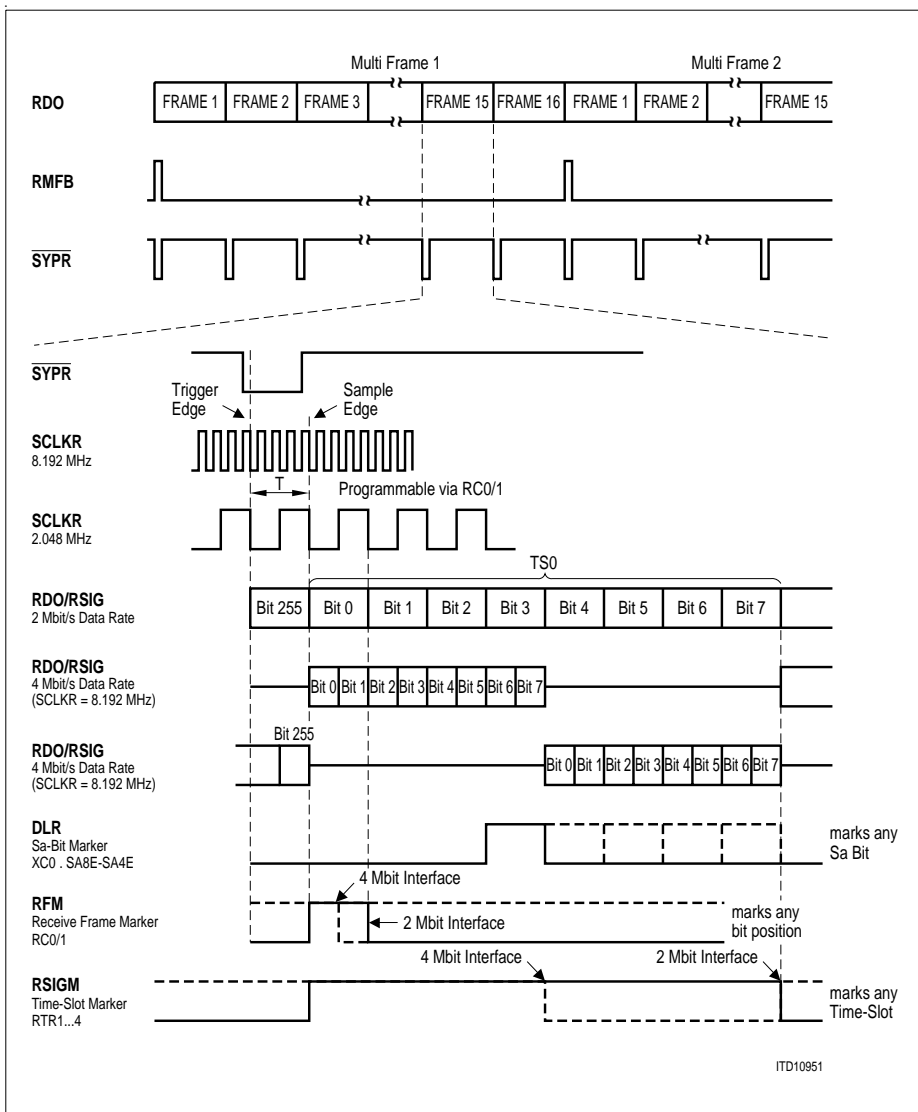 Multi Frame 1 Multi Frame 2
RDO FRAME 1 FRAME 2 FRAME 3 FRAME 15 FRAME 16 FRAME 1 FRAME 2 FRAME 15
RMFB
SYPR
SYPR
Trigger Edge Sample Edge
SCLKR
8.192 MHz
T Programmable via RC0/1
SCLKR
2.048 MHz
TS0
RDO/RSIG
2 Mbit/s Data Rate
Bit 255 Bit 0 Bit 1 Bit 2 Bit 3 Bit 4 Bit 5 Bit 6 Bit 7
RDO/RSIG
4 Mbit/s Data Rate
(SCLKR = 8.192 MHz)
Bit 0 Bit 1 Bit 2 Bit 3 Bit 4 Bit 5 Bit 6 Bit 7
Bit 255
RDO/RSIG
4 Mbit/s Data Rate
(SCLKR = 8.192 MHz)
Bit 0 Bit 1 Bit 2 Bit 3 Bit 4 Bit 5 Bit 6 Bit 7
DLR
Sa-Bit Marker
XC0 . SA8E-SA4E
marks any
Sa Bit
4 Mbit Interface
RFM
Receive Frame Marker
RC0/1
2 Mbit Interface
marks any
bit position
4 Mbit Interface 2 Mbit Interface
RSIGM
Time-Slot Marker
RTR1...4
marks any
Time-Slot
ITD10951